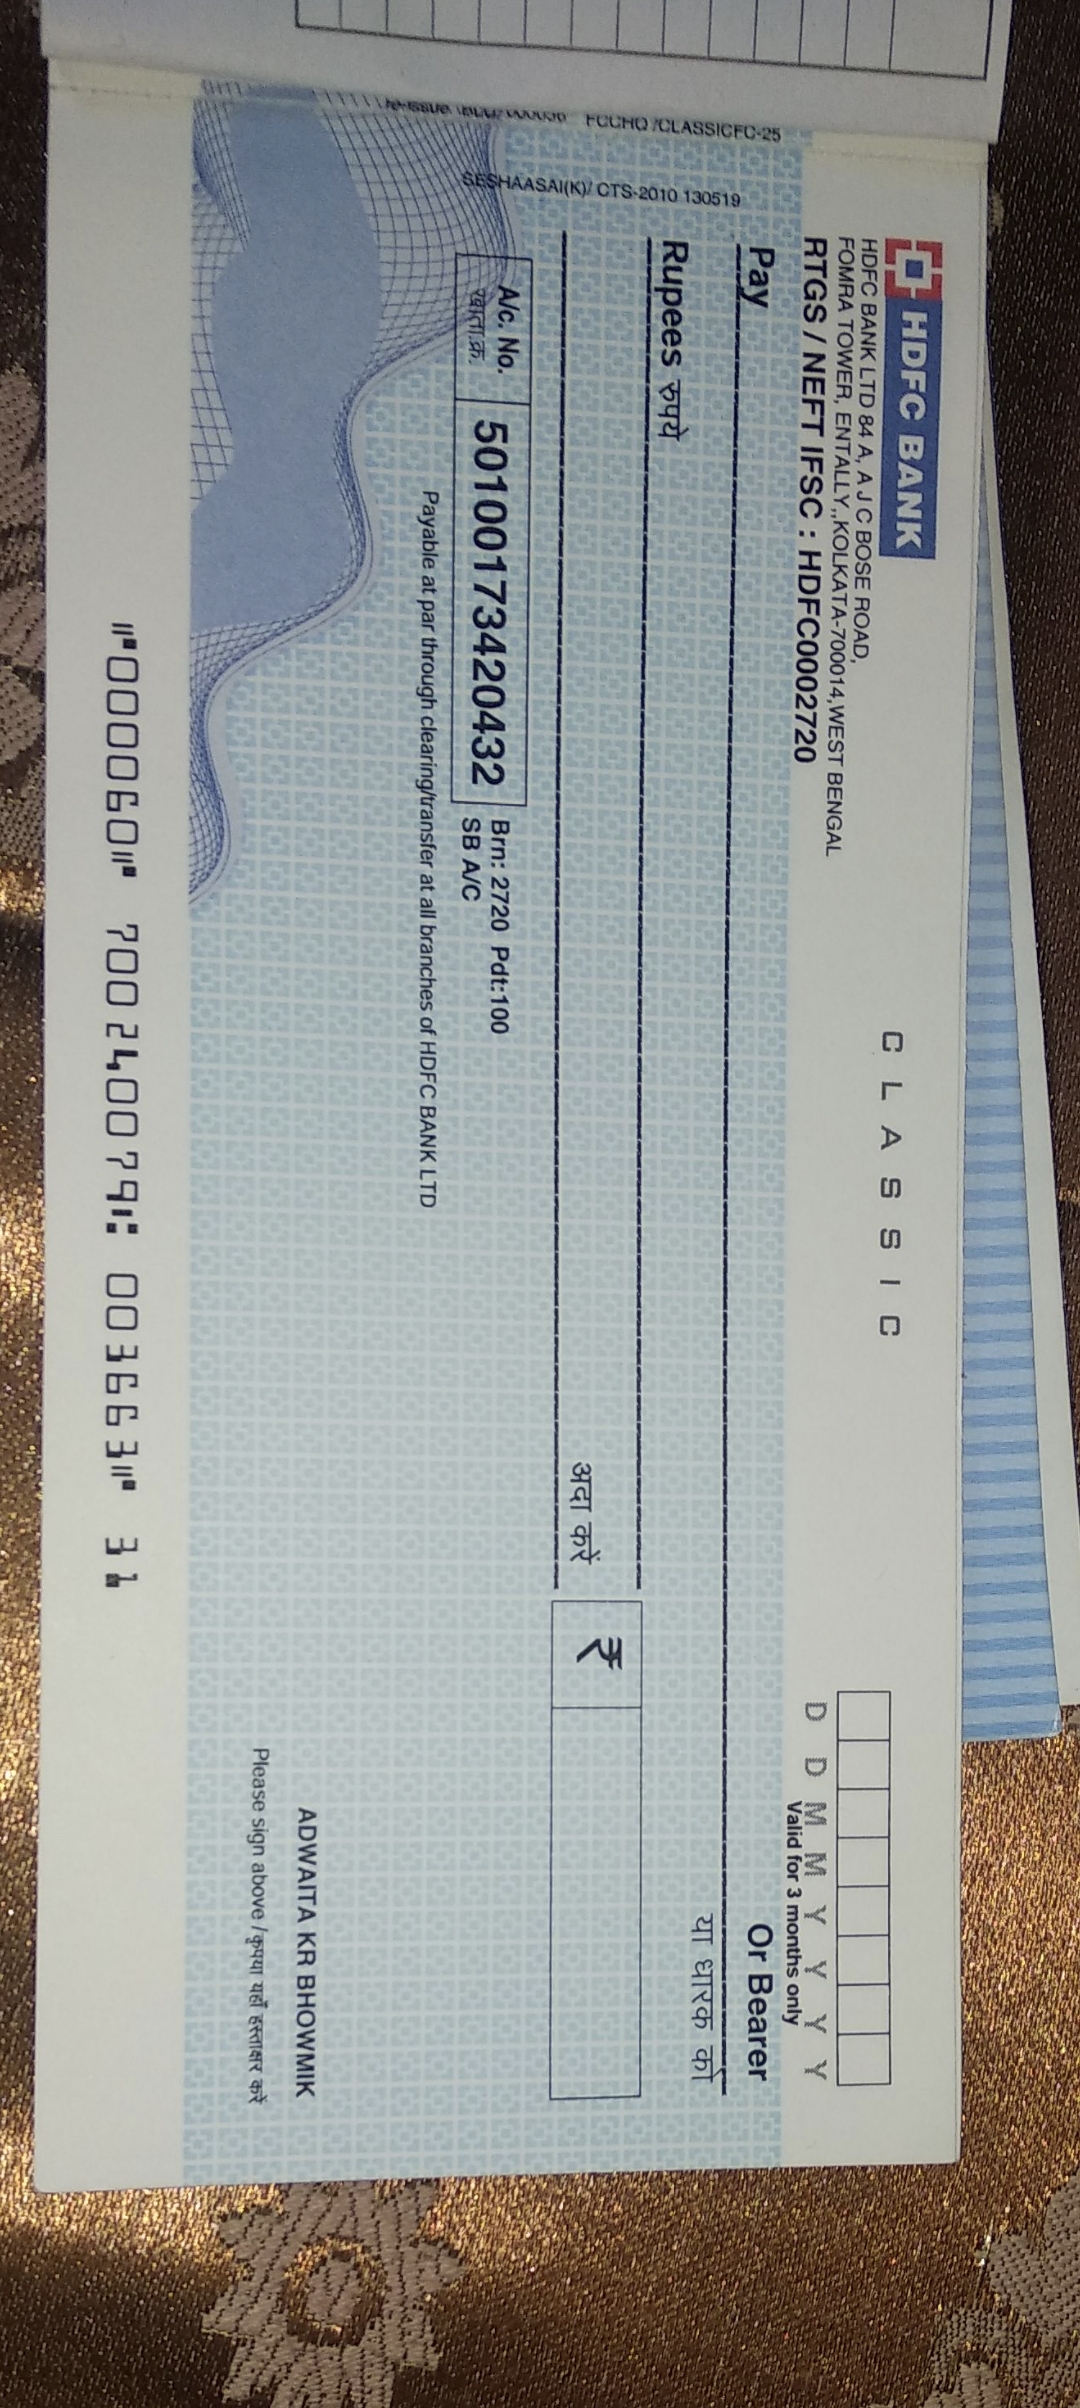 HDFC BANK
HDFC BANK LTD 84 A, A J C BOSE ROAD,
FOMRA TOWER, ENTALLY,,KOLKATA-700014,WEST BENGAL
RTGS / NEFT IFSC : HDFC0002720
CLASSIC
D D M M Y Y Y Y
Valid for 3 months only
Pay
Or Bearer
या धारक को
Rupees रुपये
अदा करें
₹
A/c. No.
खाता.क्र.
50100173420432
Brn: 2720 Pdt:100
SB A/C
Payable at par through clearing/transfer at all branches of HDFC BANK LTD
ADWAITA KR BHOWMIK
Please sign above / कृपया यहाँ हस्ताक्षर करें
⑈000060⑈ 700240079⑆ 003663⑈ 31
SESHAASAI(K)/ CTS-2010 130519
FCCHQ /CLASSICFC-25